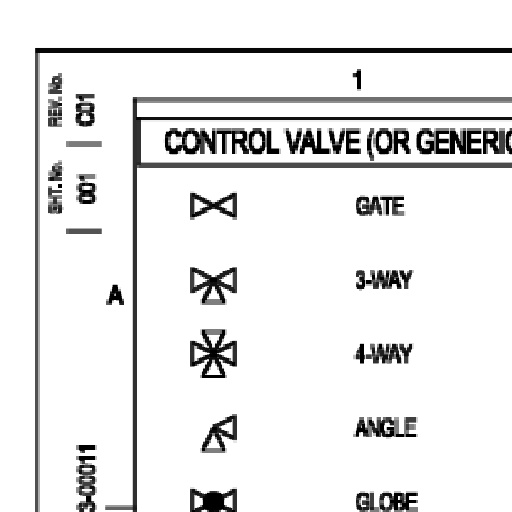 1
REV. No. C01
SHT. No. 001
CONTROL VALVE (OR GENERIC
GATE
A
3-WAY
4-WAY
ANGLE
3-00011
GLOBE